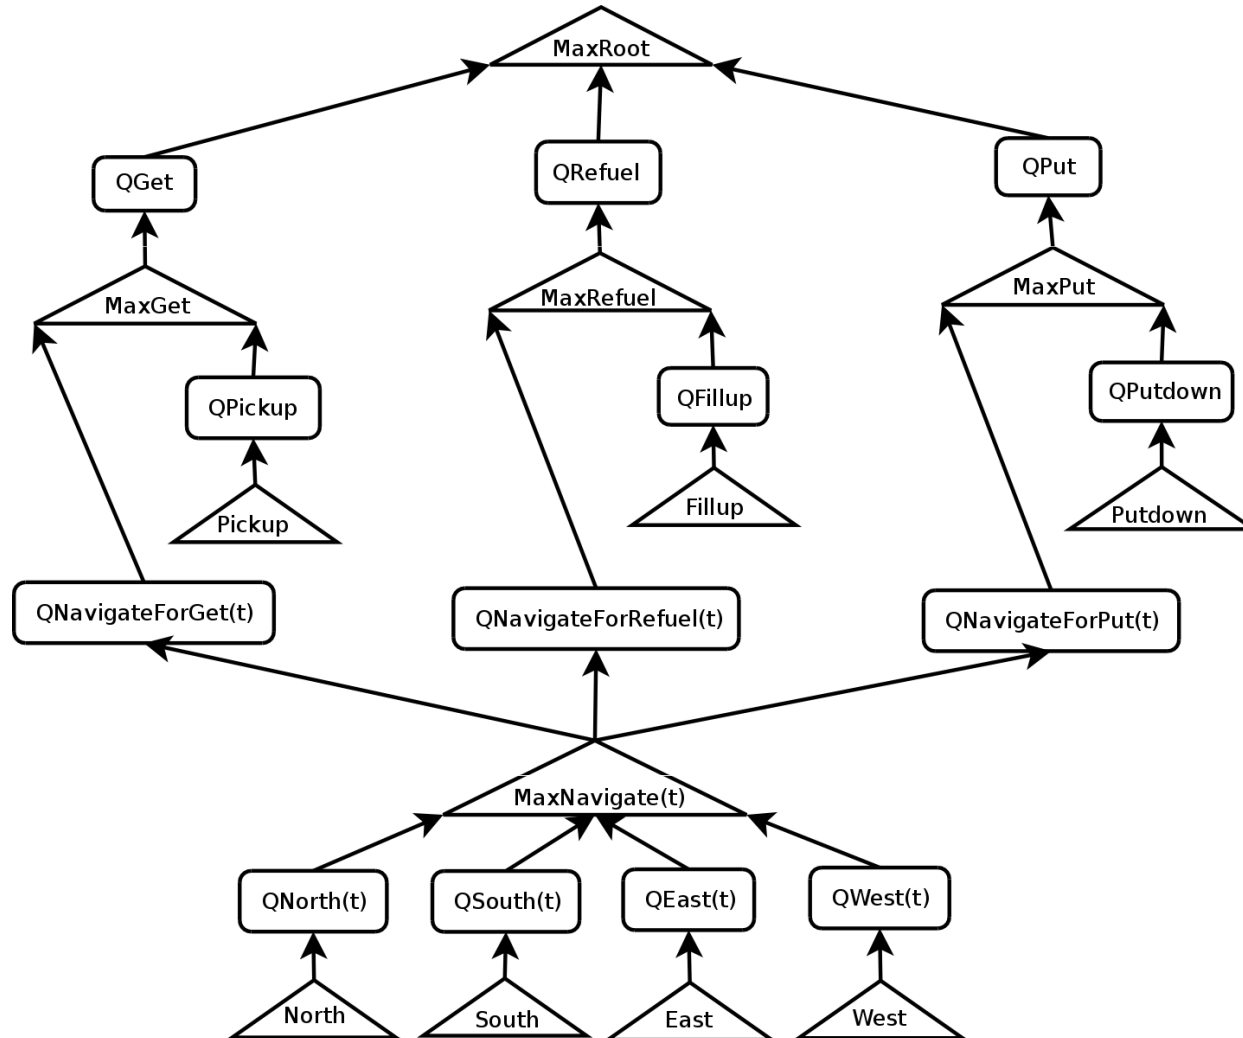 MaxRoot
QGet
QRefuel
QPut
MaxGet
MaxRefuel
MaxPut
QPickup
QFillup
QPutdown
Pickup
Fillup
Putdown
QNavigateForGet(t)
QNavigateForRefuel(t)
QNavigateForPut(t)
MaxNavigate(t)
QNorth(t)
QSouth(t)
QEast(t)
QWest(t)
North
South
East
West